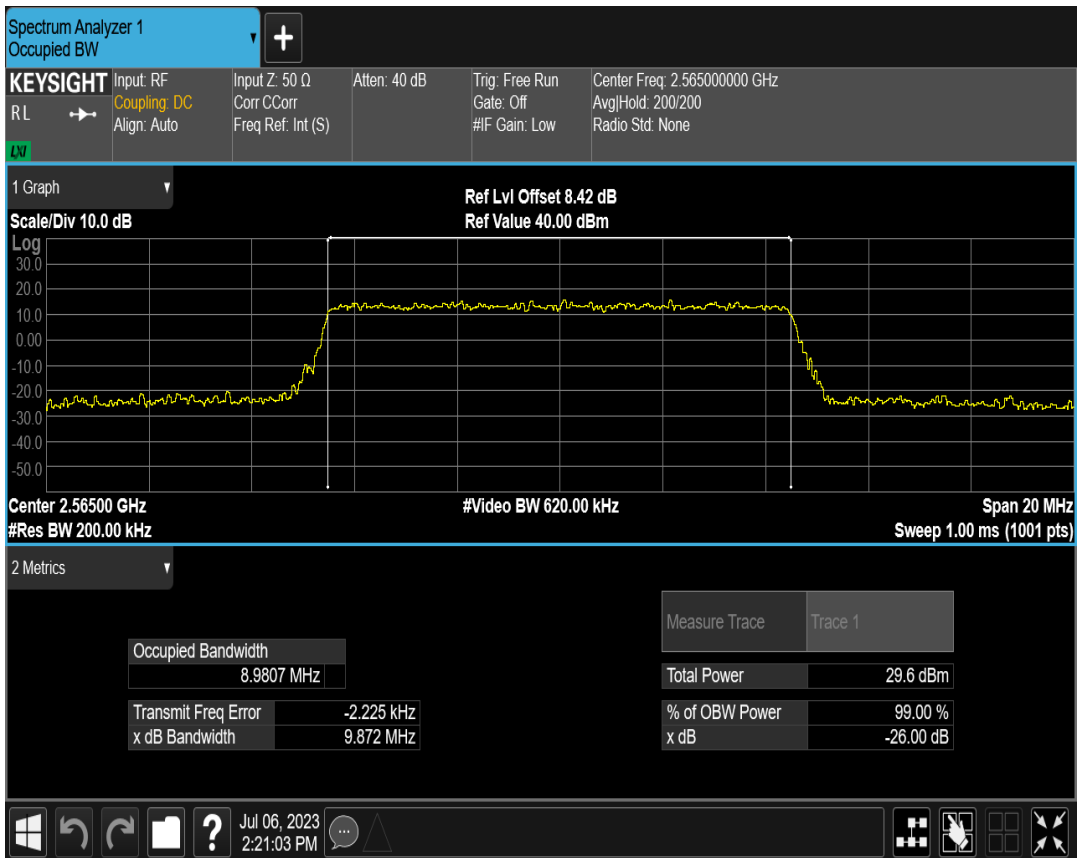 Spectrum Analyzer 1
Occupied BW
+
KEYSIGHT
RL
LXI
Input: RF
Coupling: DC
Align: Auto
Input Z: 50 Ω
Corr CCorr
Freq Ref: Int (S)
Atten: 40 dB
Trig: Free Run
Gate: Off
#IF Gain: Low
Center Freq: 2.565000000 GHz
Avg|Hold: 200/200
Radio Std: None
1 Graph
Scale/Div 10.0 dB
Ref Lvl Offset 8.42 dB
Ref Value 40.00 dBm
Log
30.0
20.0
10.0
0.00
-10.0
-20.0
-30.0
-40.0
-50.0
Center 2.56500 GHz
#Res BW 200.00 kHz
#Video BW 620.00 kHz
Span 20 MHz
Sweep 1.00 ms (1001 pts)
2 Metrics
Measure Trace Trace 1
Occupied Bandwidth
8.9807 MHz
Total Power 29.6 dBm
Transmit Freq Error -2.225 kHz
% of OBW Power 99.00 %
x dB Bandwidth 9.872 MHz
x dB -26.00 dB
?
Jul 06, 2023
2:21:03 PM